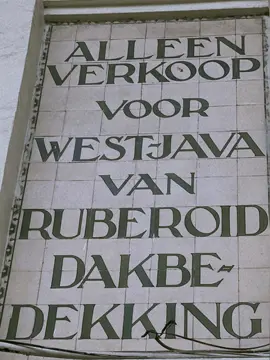 ALLEEN
VERKOOP
VOOR
WEST-JAVA
VAN
RUBEROID
DAKBE-
DEKKING